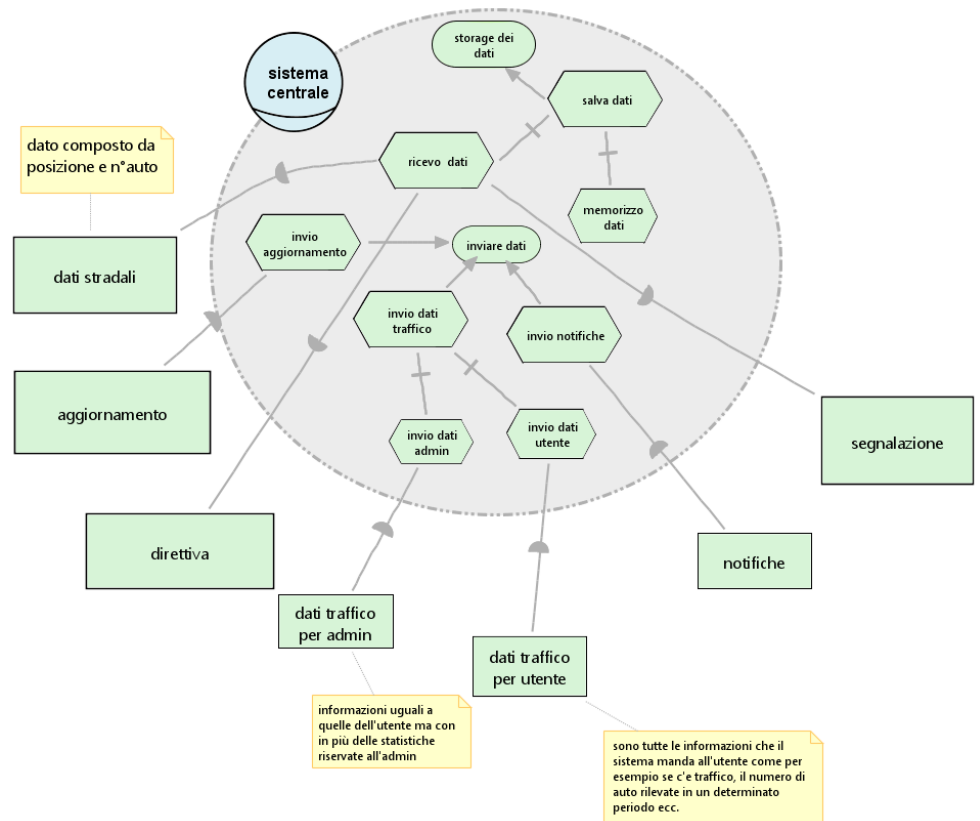 storage dei
dati
sistema
centrale
salva dati
dato composto da
posizione e n°auto
ricevo dati
memorizzo
dati
invio
aggiornamento
inviare dati
dati stradali
invio dati
traffico
invio notifiche
aggiornamento
invio dati
admin
invio dati
utente
segnalazione
direttiva
notifiche
dati traffico
per admin
dati traffico
per utente
informazioni uguali a
quelle dell'utente ma con
in più delle statistiche
riservate all'admin
sono tutte le informazioni che il
sistema manda all'utente come per
esempio se c'e traffico, il numero di
auto rilevate in un determinato
periodo ecc.